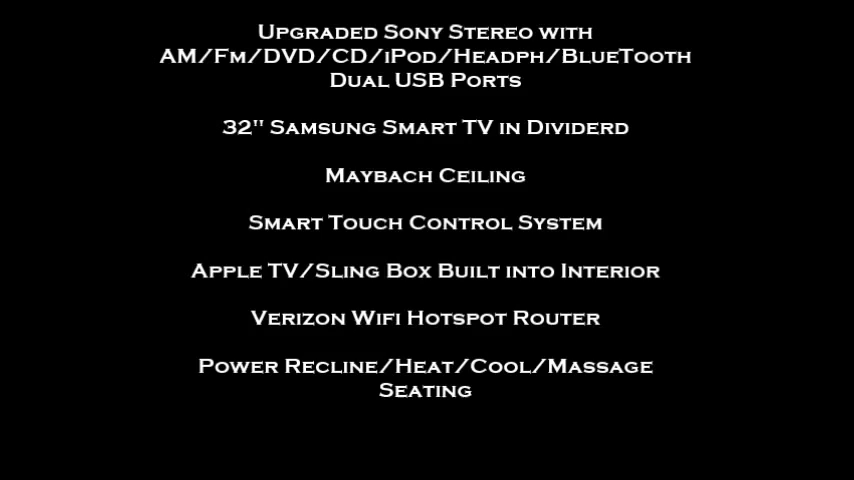 Upgraded Sony Stereo with
AM/Fm/DVD/CD/iPod/Headph/BlueTooth
Dual USB Ports
32" Samsung Smart TV in Dividerd
Maybach Ceiling
Smart Touch Control System
Apple TV/Sling Box Built into Interior
Verizon Wifi Hotspot Router
Power Recline/Heat/Cool/Massage
Seating